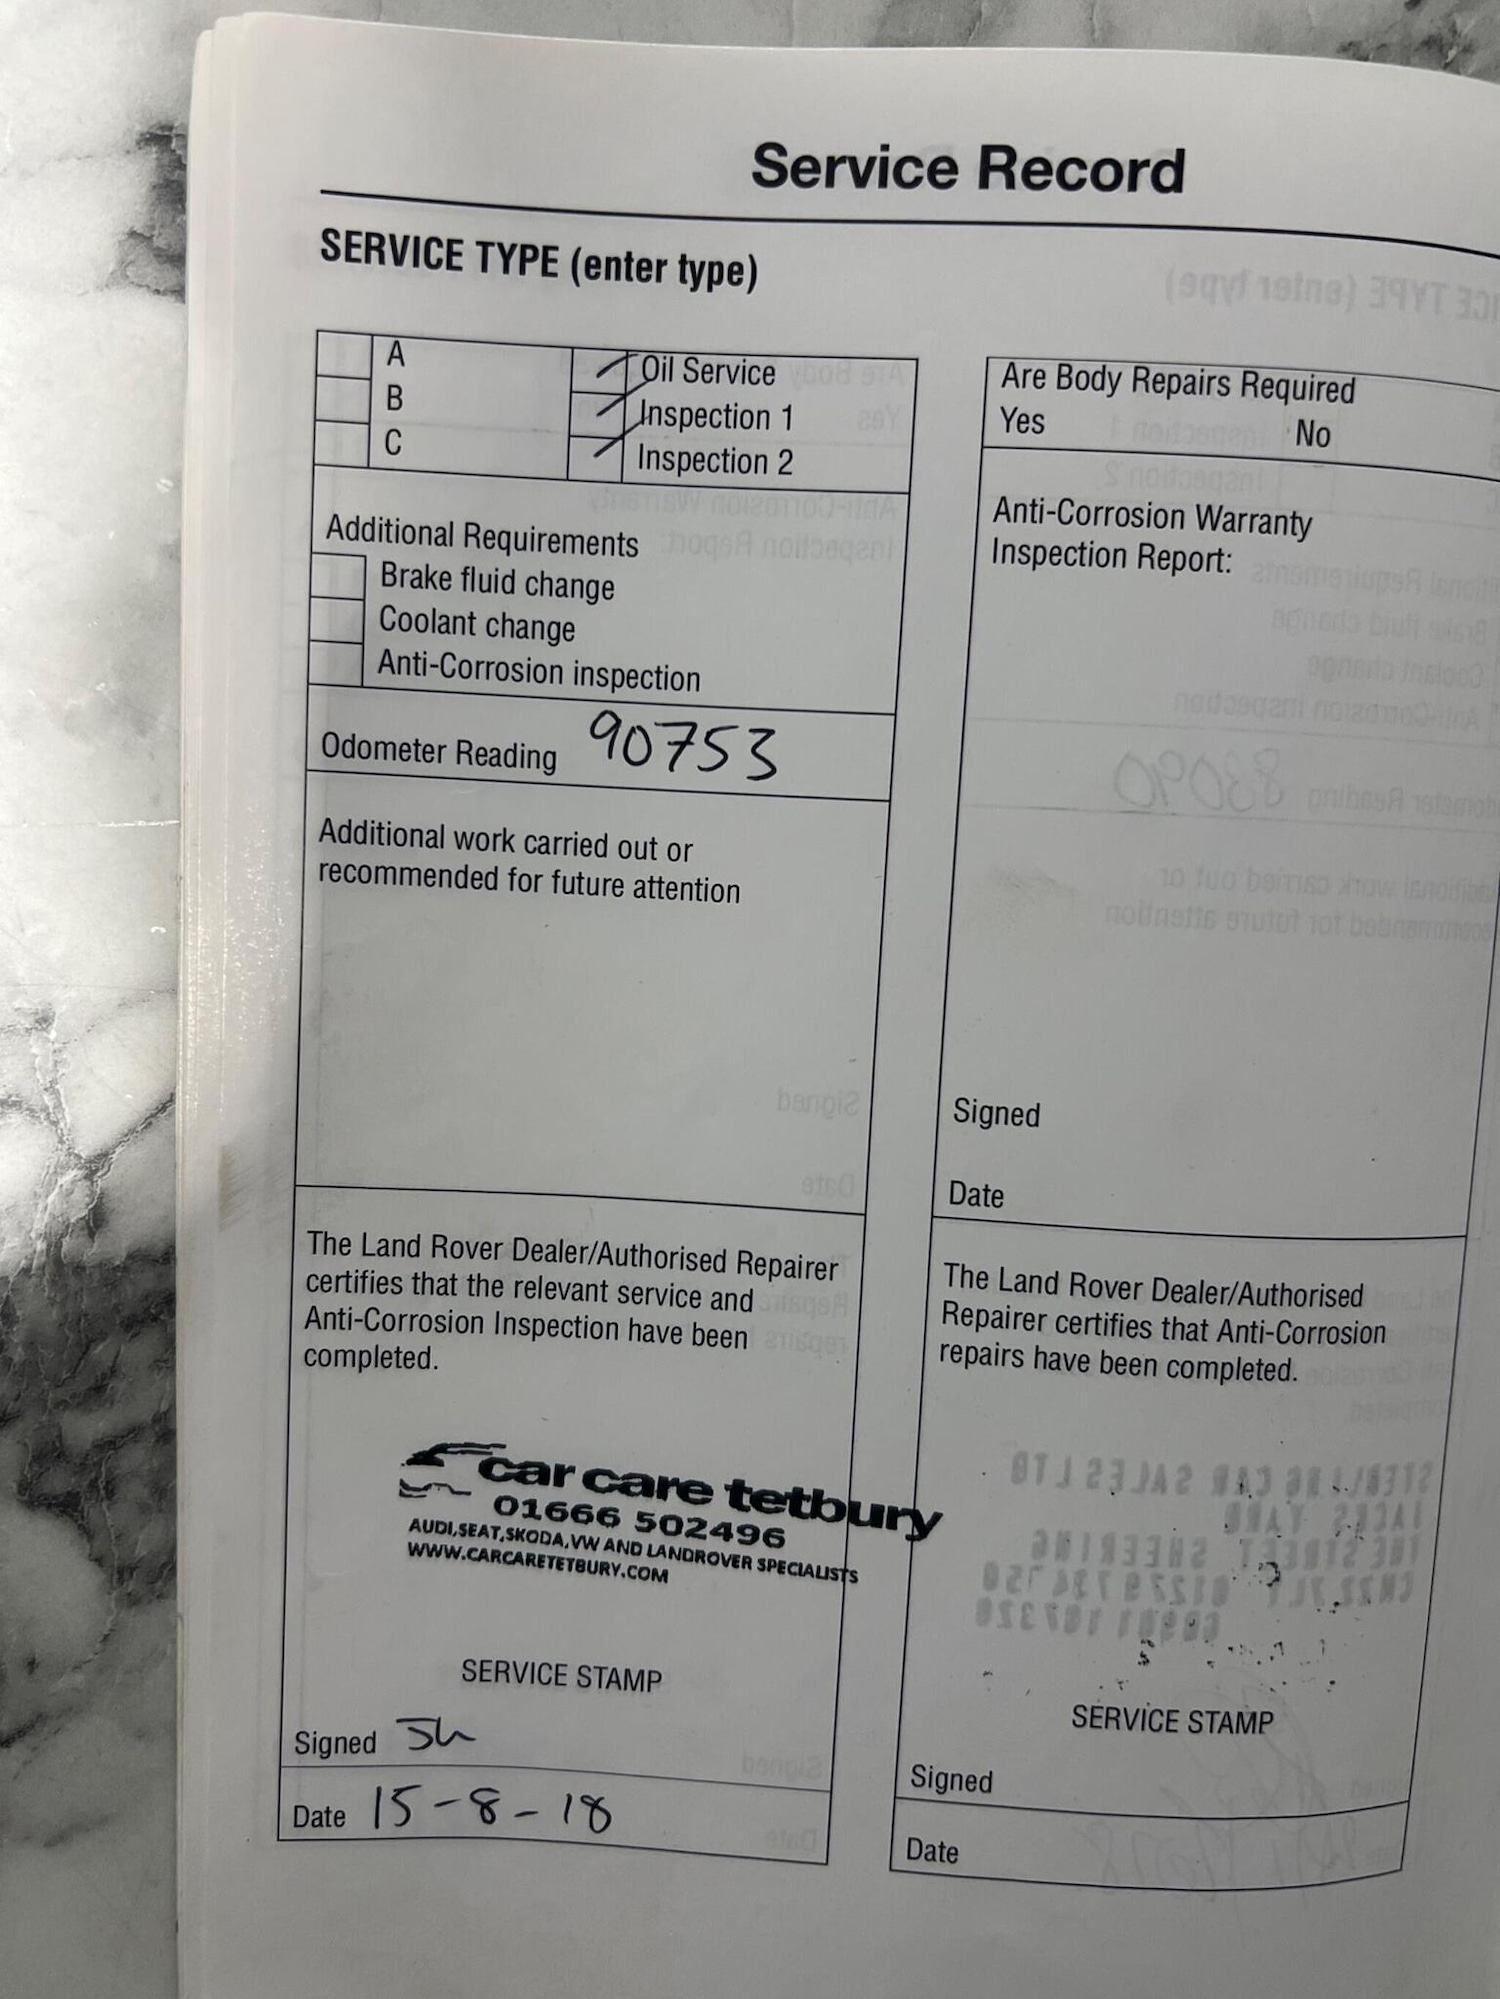 Service Record
SERVICE TYPE (enter type)
A
B
C
Oil Service
Inspection 1
Inspection 2
Additional Requirements
Brake fluid change
Coolant change
Anti-Corrosion inspection
Odometer Reading 90753
Additional work carried out or
recommended for future attention
The Land Rover Dealer/Authorised Repairer
certifies that the relevant service and
Anti-Corrosion Inspection have been
completed.
car care tetbury
01666 502496
AUDI,SEAT,SKODA,VW AND LANDROVER SPECIALISTS
WWW.CARCARETETBURY.COM
SERVICE STAMP
Signed
Date 15-8-18
Are Body Repairs Required
Yes No
Anti-Corrosion Warranty
Inspection Report:
Signed
Date
The Land Rover Dealer/Authorised
Repairer certifies that Anti-Corrosion
repairs have been completed.
SERVICE STAMP
Signed
Date